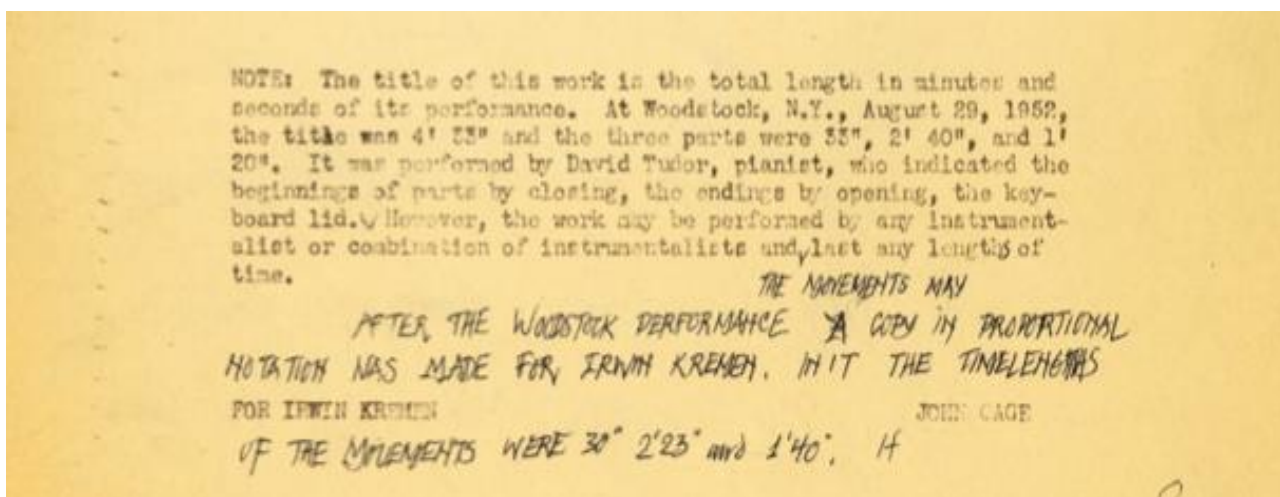 NOTE: The title of this work is the total length in minutes and
seconds of its performance. At Woodstock, N.Y., August 29, 1952,
the title was 4' 33" and the three parts were 33", 2' 40", and 1'
20". It was performed by David Tudor, pianist, who indicated the
beginnings of parts by closing, the endings by opening, the key-
board lid. However, the work may be performed by any instrument-
alist or combination of instrumentalists and last any lengths of
time.
THE MOVEMENTS MAY
AFTER THE WOODSTOCK PERFORMANCE A COPY IN PROPORTIONAL
NOTATION WAS MADE FOR IRWIN KREMEN. IN IT THE TIMELENGTHS
FOR IRWIN KREMEN JOHN CAGE
OF THE MOVEMENTS WERE 30" 2'23" and 1'40". It